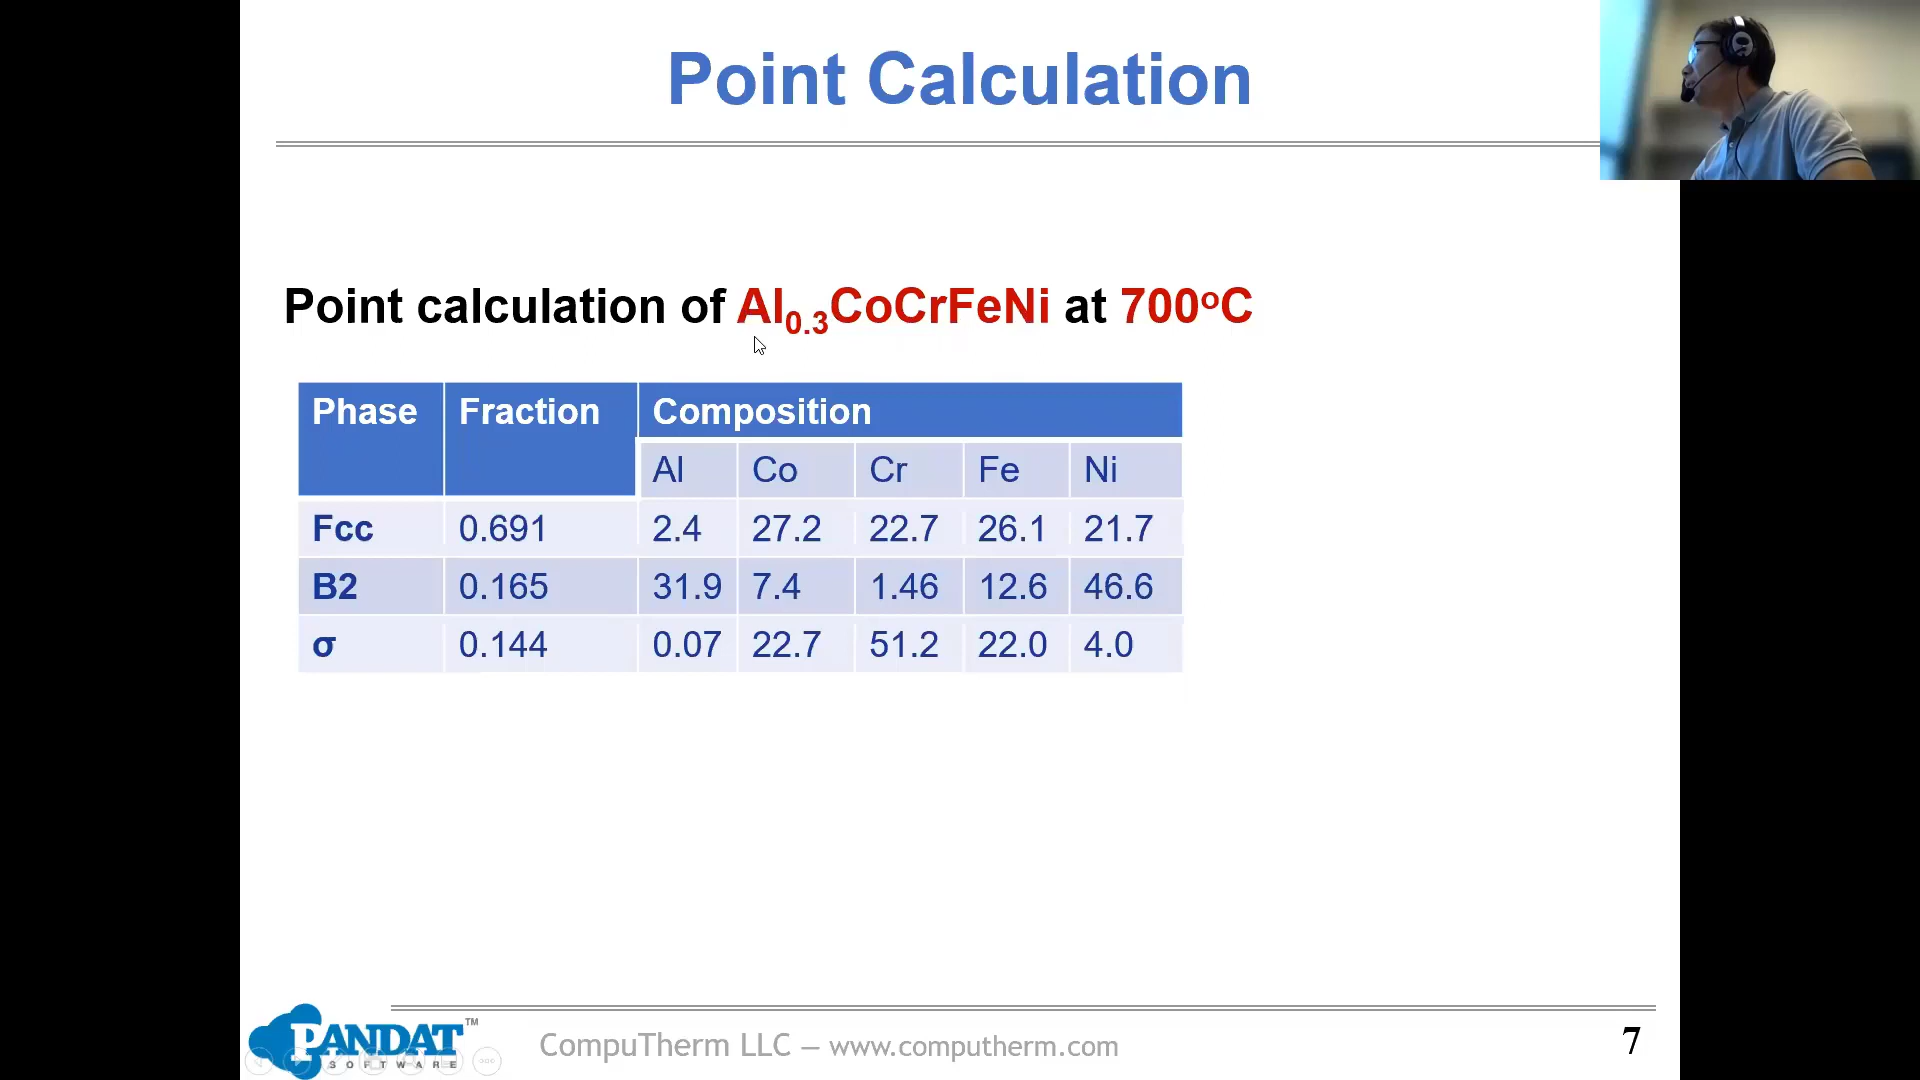 Point Calculation
Point calculation of Al0.3CoCrFeNi at 700oC
Phase Fraction Composition
Al Co Cr Fe Ni
Fcc 0.691 2.4 27.2 22.7 26.1 21.7
B2 0.165 31.9 7.4 1.46 12.6 46.6
σ 0.144 0.07 22.7 51.2 22.0 4.0
PANDAT™
SOFTWARE
CompuTherm LLC – www.computherm.com
7